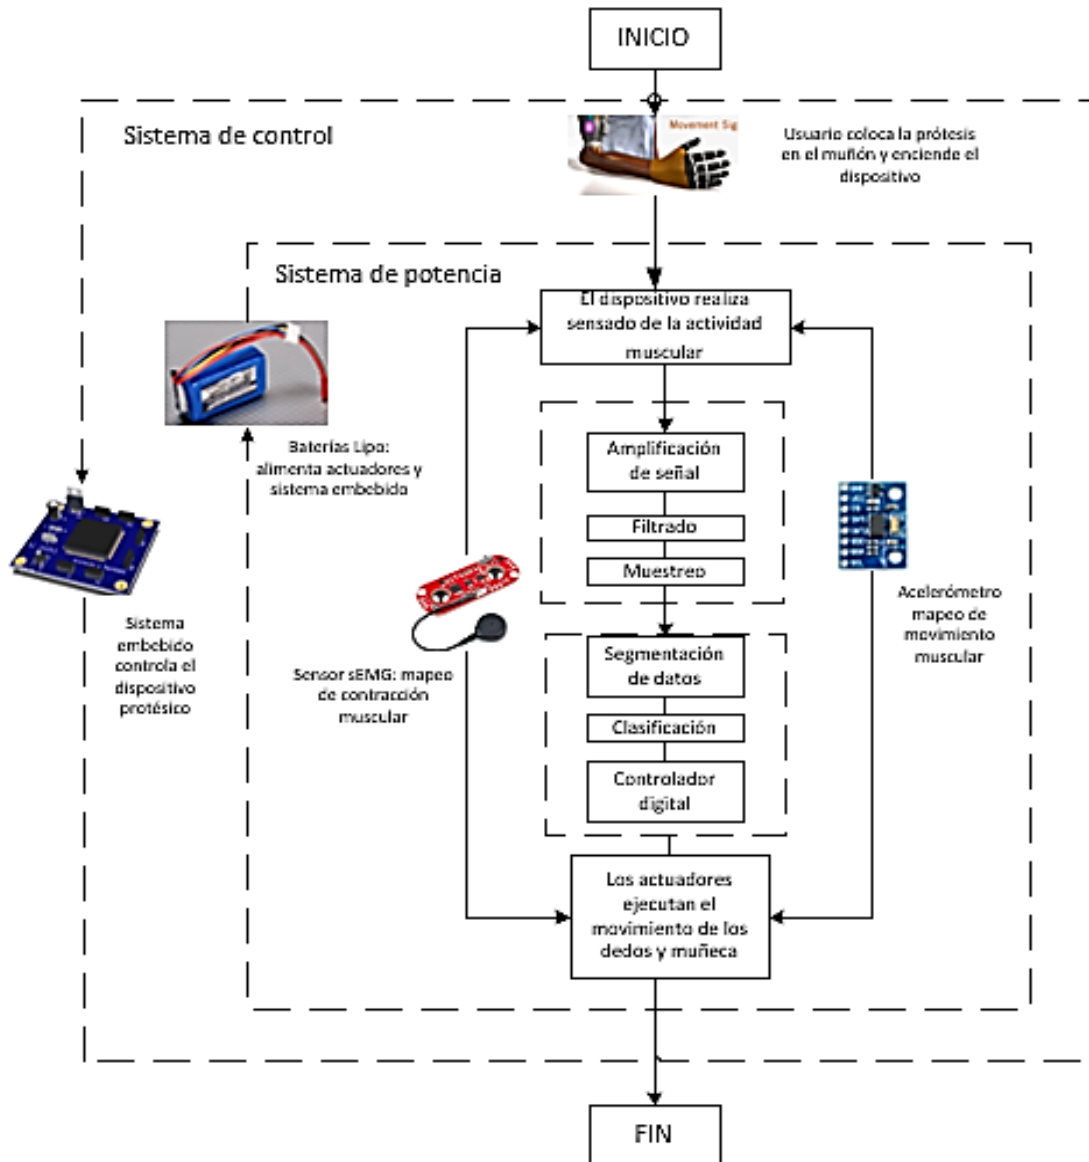 INICIO
Sistema de control
Movement Sig
Usuario coloca la prótesis
en el muñón y enciende el
dispositivo
Sistema de potencia
El dispositivo realiza
sensado de la actividad
muscular
Baterías Lipo:
alimenta actuadores y
sistema embebido
Amplificación
de señal
Filtrado
Muestreo
Sistema
embebido
controla el
dispositivo
protésico
Sensor sEMG: mapeo
de contracción
muscular
Acelerómetro
mapeo de
movimiento
muscular
Segmentación
de datos
Clasificación
Controlador
digital
Los actuadores
ejecutan el
movimiento de los
dedos y muñeca
FIN